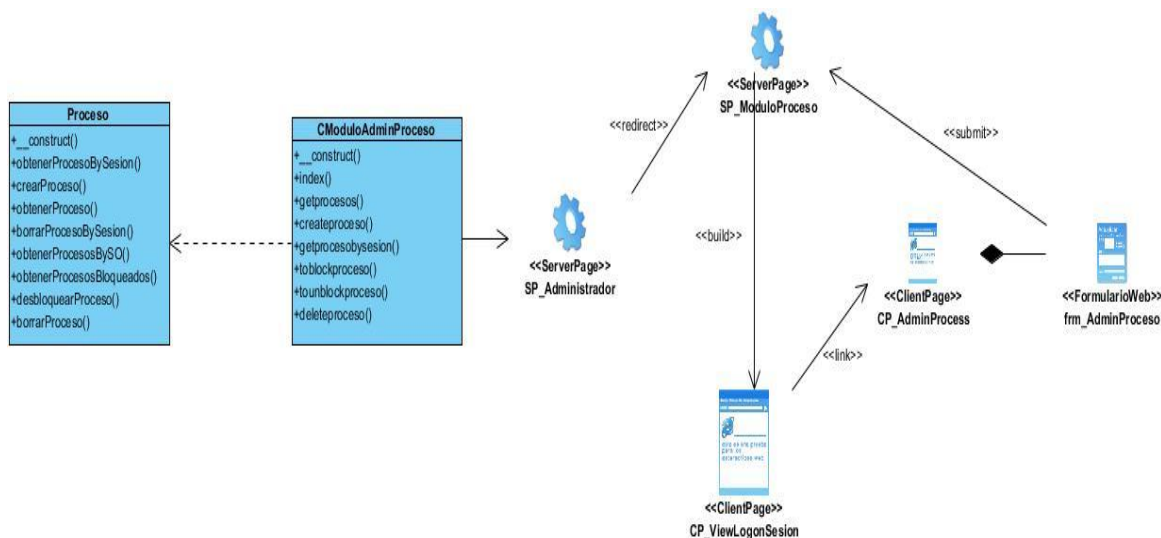 Proceso
+__construct()
+obtenerProcesoBySesion()
+crearProceso()
+obtenerProceso()
+borrarProcesoBySesion()
+obtenerProcesosBySO()
+obtenerProcesosBloqueados()
+desbloquearProceso()
+borrarProceso()
CModuloAdminProceso
+__construct()
+index()
+getprocesos()
+createproceso()
+getprocesobysesion()
+toblockproceso()
+tounblockproceso()
+deleteproceso()
<<ServerPage>>
SP_Administrador
<<redirect>>
<<ServerPage>>
SP_ModuloProceso
<<submit>>
<<build>>
<<ClientPage>>
CP_AdminProcess
<<FormularioWeb>>
frm_AdminProceso
<<link>>
<<ClientPage>>
CP_ViewLogonSesion